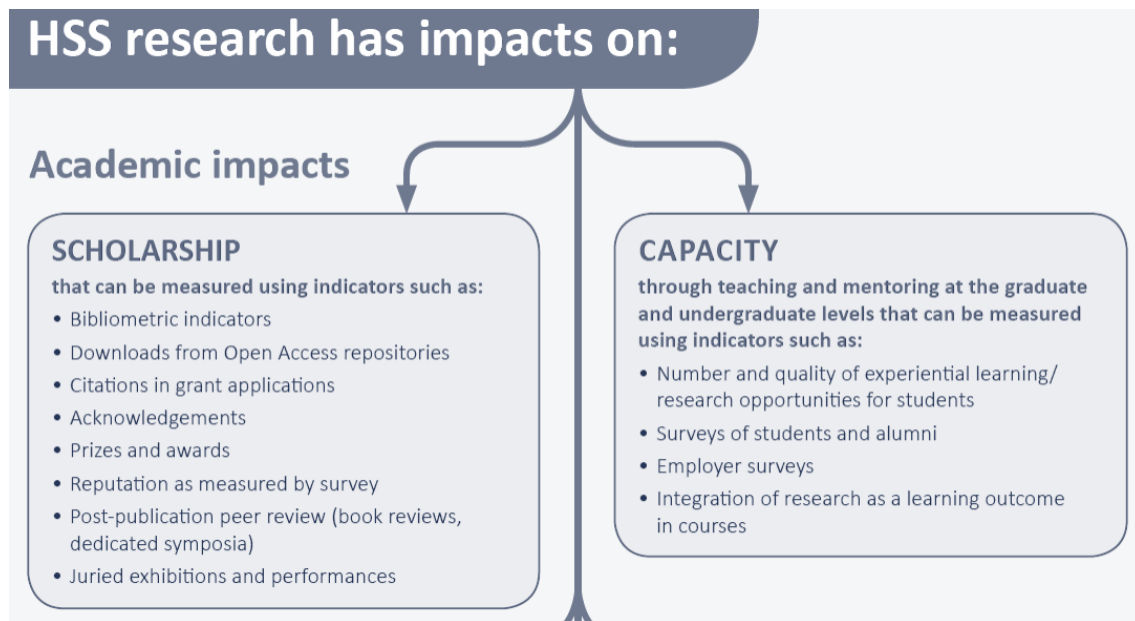 HSS research has impacts on:
Academic impacts
SCHOLARSHIP
that can be measured using indicators such as:
• Bibliometric indicators
• Downloads from Open Access repositories
• Citations in grant applications
• Acknowledgements
• Prizes and awards
• Reputation as measured by survey
• Post-publication peer review (book reviews,
dedicated symposia)
• Juried exhibitions and performances
CAPACITY
through teaching and mentoring at the graduate
and undergraduate levels that can be measured
using indicators such as:
• Number and quality of experiential learning/
research opportunities for students
• Surveys of students and alumni
• Employer surveys
• Integration of research as a learning outcome
in courses